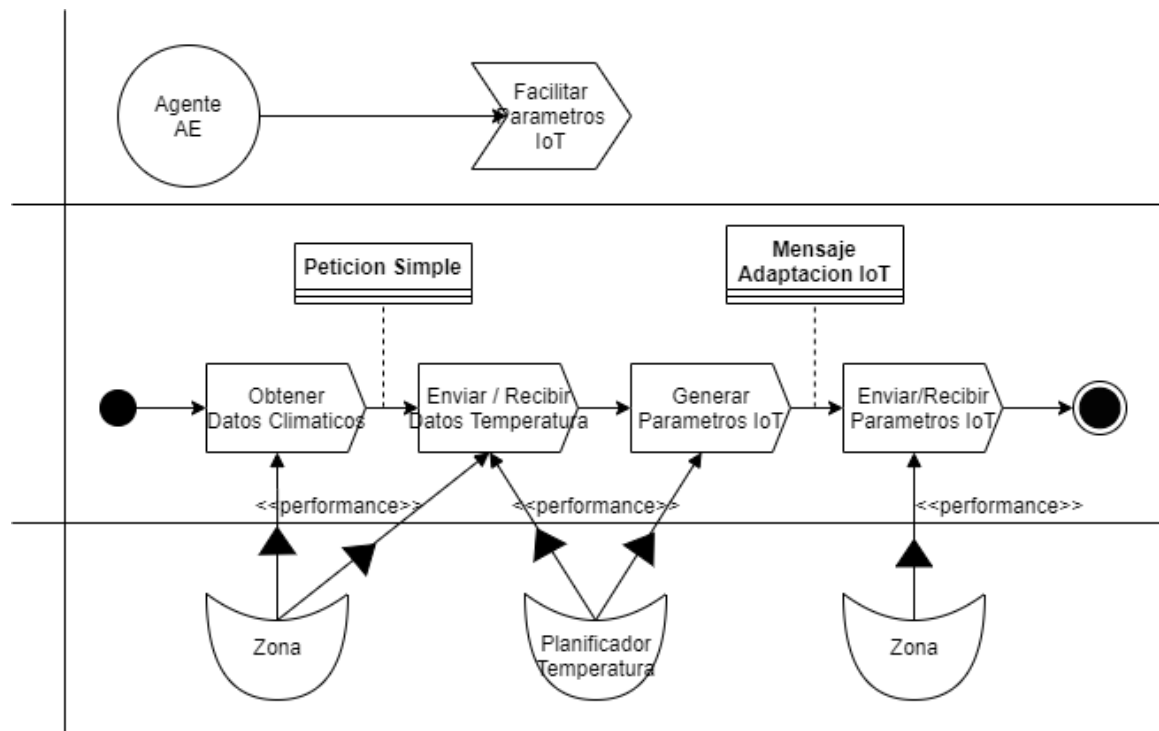 Agente
AE
Facilitar
Parametros
IoT
Peticion Simple
Mensaje
Adaptacion IoT
Obtener
Datos Climaticos
Enviar / Recibir
Datos Temperatura
Generar
Parametros IoT
Enviar/Recibir
Parametros IoT
<<performance>>
<<performance>>
<<performance>>
Zona
Planificador
Temperatura
Zona